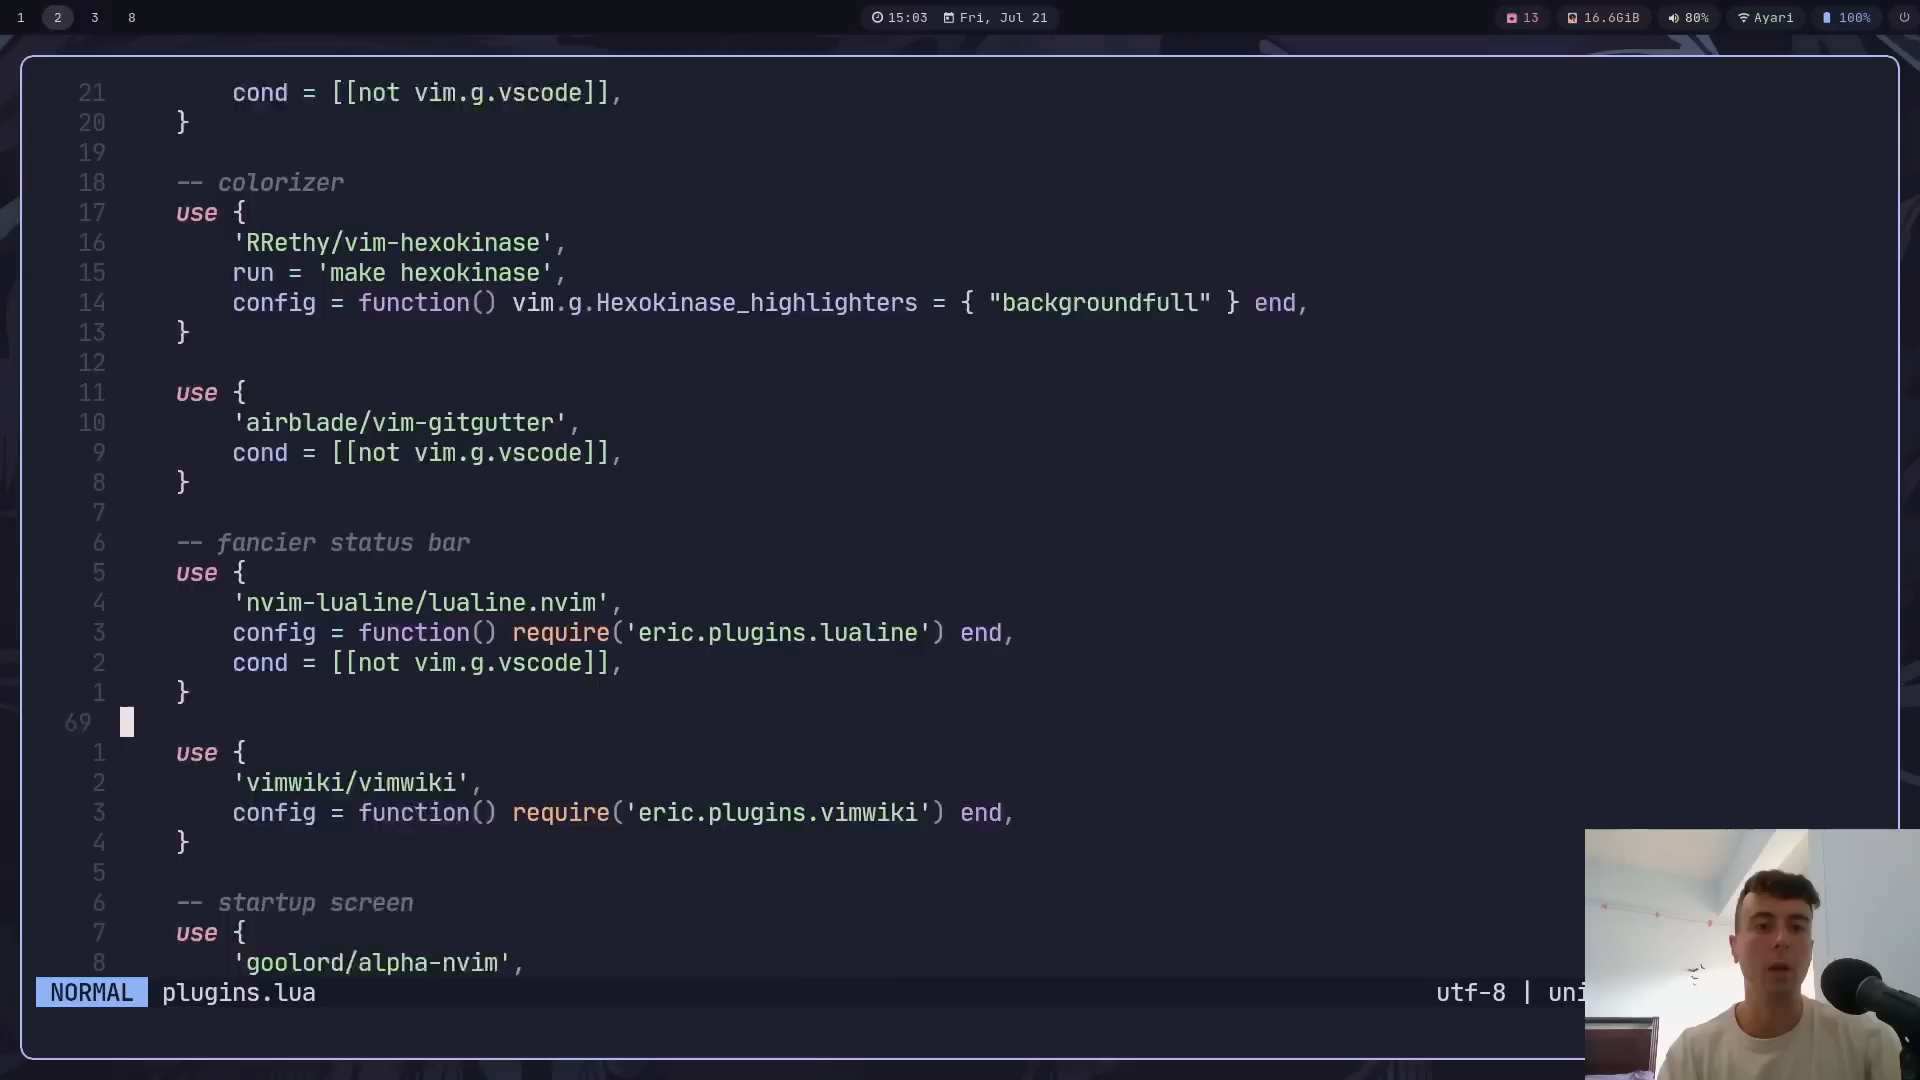 1 2 3 8 15:03 Fri, Jul 21 13 16.6GiB 80% Ayari 100%
21 cond = [[not vim.g.vscode]],
20 }
19
18 -- colorizer
17 use {
16 'RRethy/vim-hexokinase',
15 run = 'make hexokinase',
14 config = function() vim.g.Hexokinase_highlighters = { "backgroundfull" } end,
13 }
12
11 use {
10 'airblade/vim-gitgutter',
9 cond = [[not vim.g.vscode]],
8 }
7
6 -- fancier status bar
5 use {
4 'nvim-lualine/lualine.nvim',
3 config = function() require('eric.plugins.lualine') end,
2 cond = [[not vim.g.vscode]],
1 }
69
1 use {
2 'vimwiki/vimwiki',
3 config = function() require('eric.plugins.vimwiki') end,
4 }
5
6 -- startup screen
7 use {
8 'goolord/alpha-nvim',
NORMAL plugins.lua utf-8 | uni